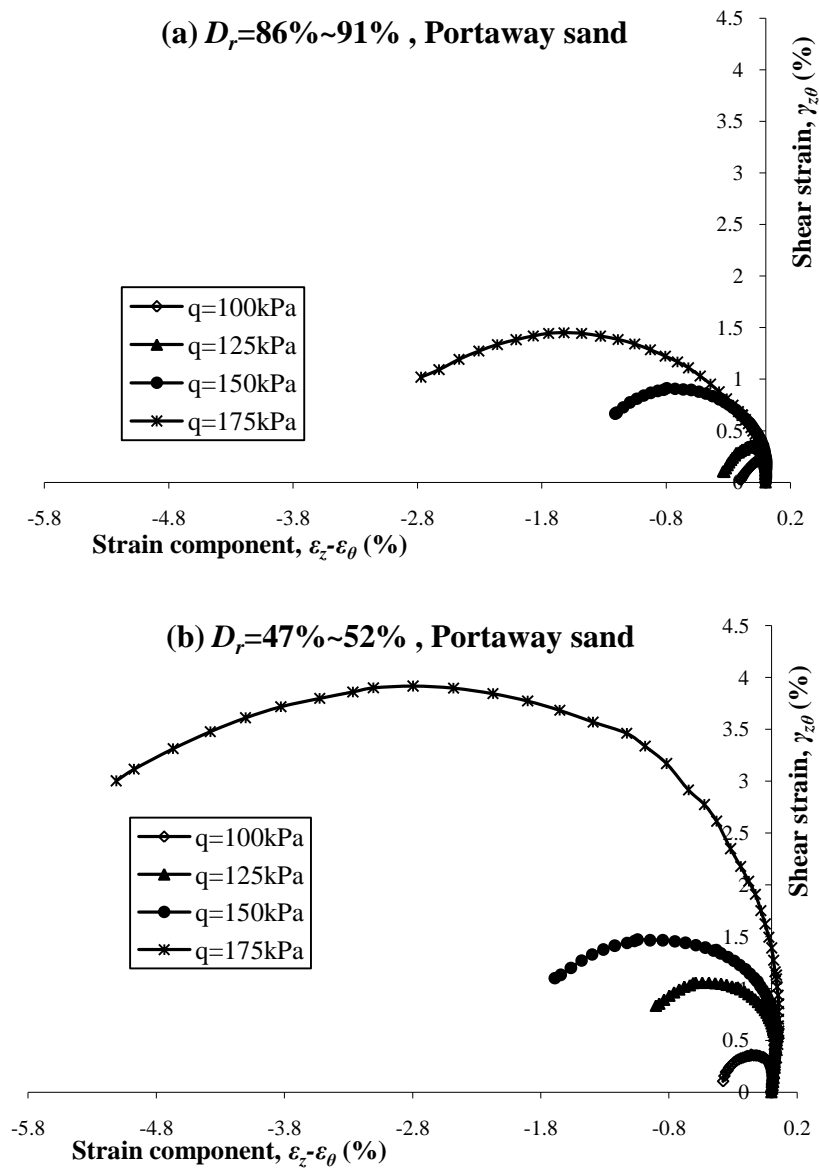 (a) Dr=86%~91% , Portaway sand
4.5
4
3.5
3
2.5
2
1.5
1
0.5
0
Shear strain, γzθ (%)
q=100kPa
q=125kPa
q=150kPa
q=175kPa
-5.8 -4.8 -3.8 -2.8 -1.8 -0.8 0.2
Strain component, εz-εθ (%)
(b) Dr=47%~52% , Portaway sand
4.5
4
3.5
3
2.5
2
1.5
1
0.5
0
Shear strain, γzθ (%)
q=100kPa
q=125kPa
q=150kPa
q=175kPa
-5.8 -4.8 -3.8 -2.8 -1.8 -0.8 0.2
Strain component, εz-εθ (%)